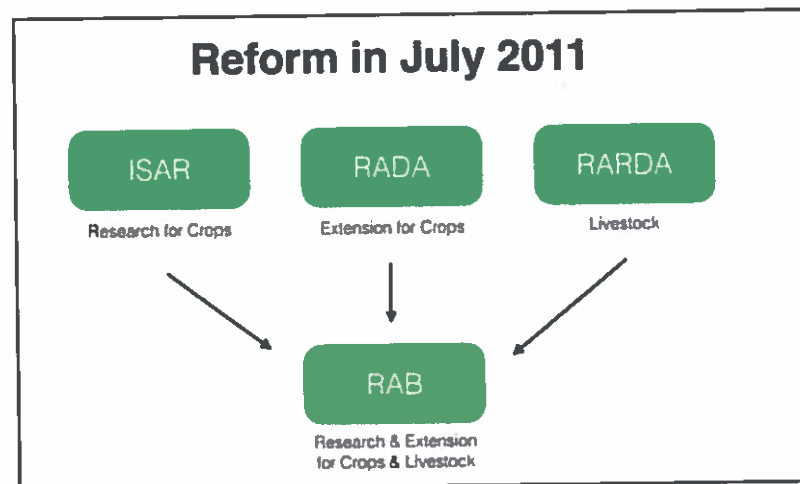 Reform in July 2011
ISAR
RADA
RARDA
Research for Crops
Extension for Crops
Livestock
RAB
Research & Extension
for Crops & Livestock